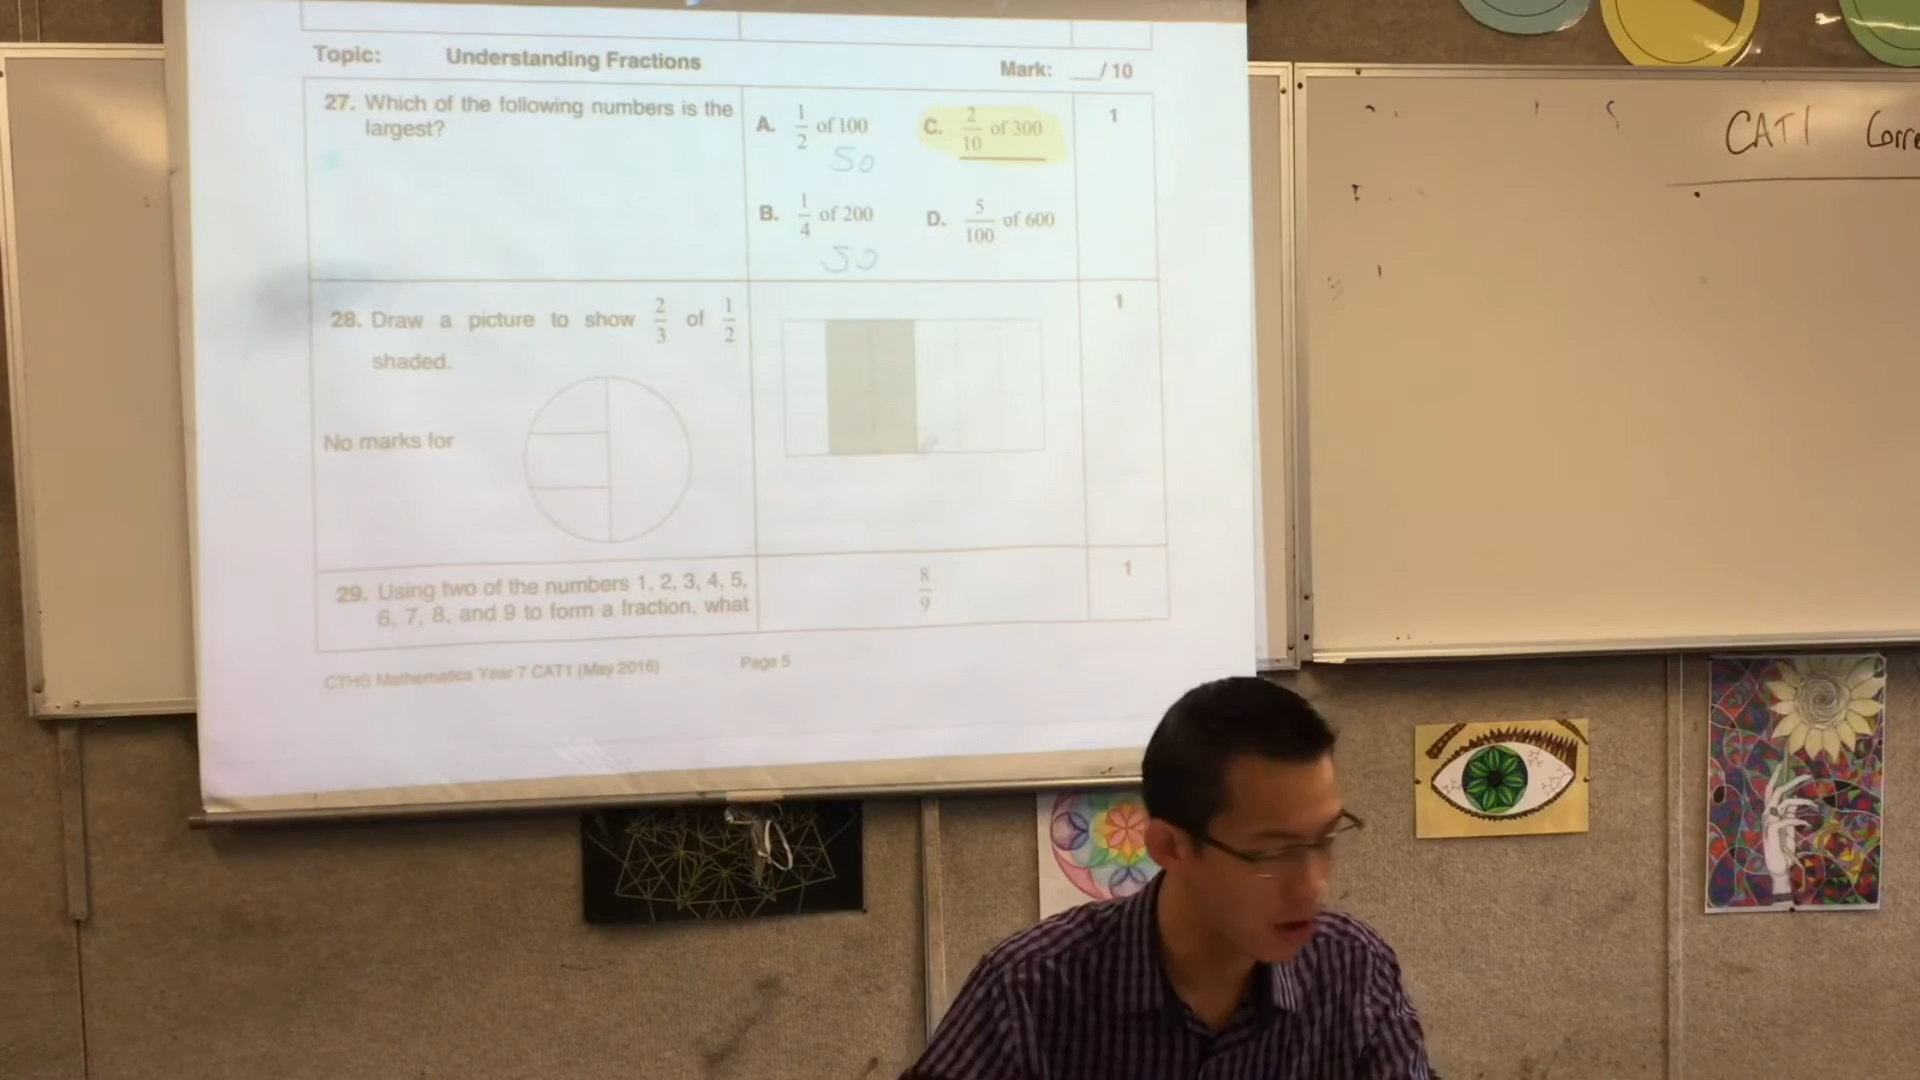 Topic: Understanding Fractions Mark: ___/10
27. Which of the following numbers is the largest?
A. 1/2 of 100
50
C. 2/10 of 300
B. 1/4 of 200
50
D. 5/100 of 600
1
28. Draw a picture to show 2/3 of 1/2
shaded.
No marks for
1
29. Using two of the numbers 1, 2, 3, 4, 5,
6, 7, 8, and 9 to form a fraction, what
8/9
1
CTHS Mathematics Year 7 CAT1 (May 2016) Page 5
CAT1 Corre